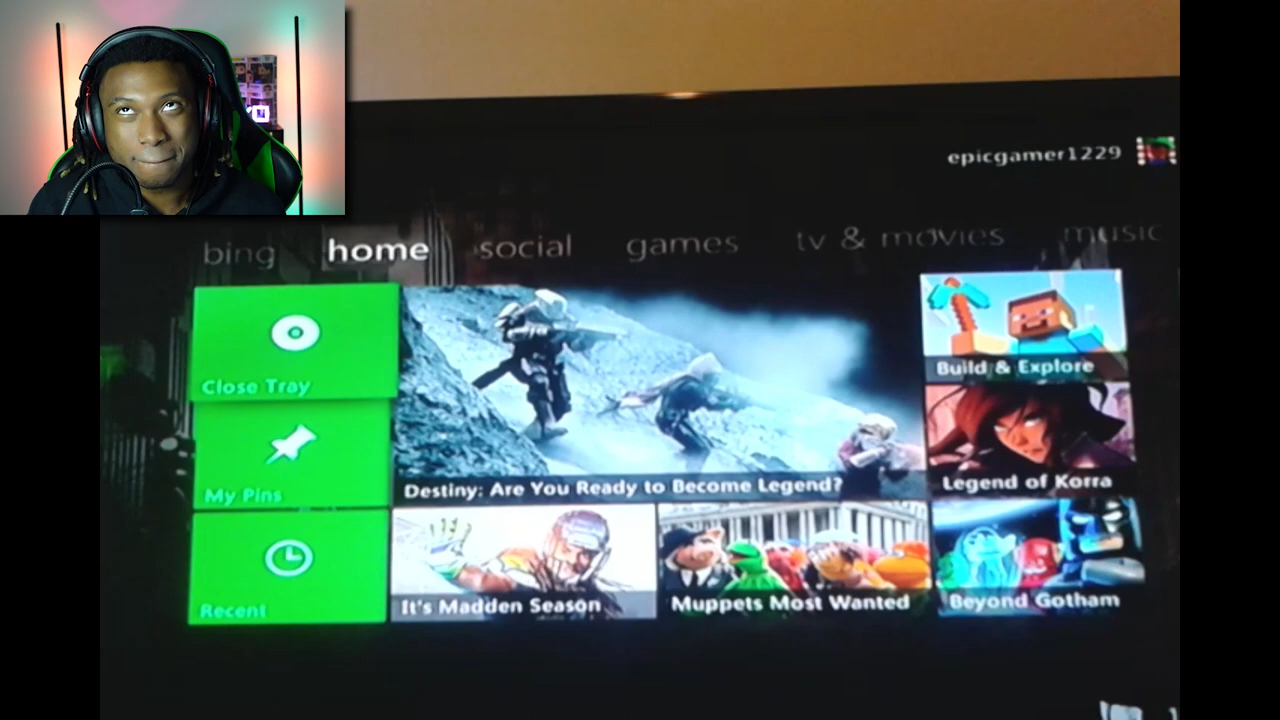 epicgamer1229
bing home social games tv & movies music
Close Tray
My Pins
Recent
Destiny: Are You Ready to Become Legend?
It's Madden Season
Muppets Most Wanted
Build & Explore
Legend of Korra
Beyond Gotham